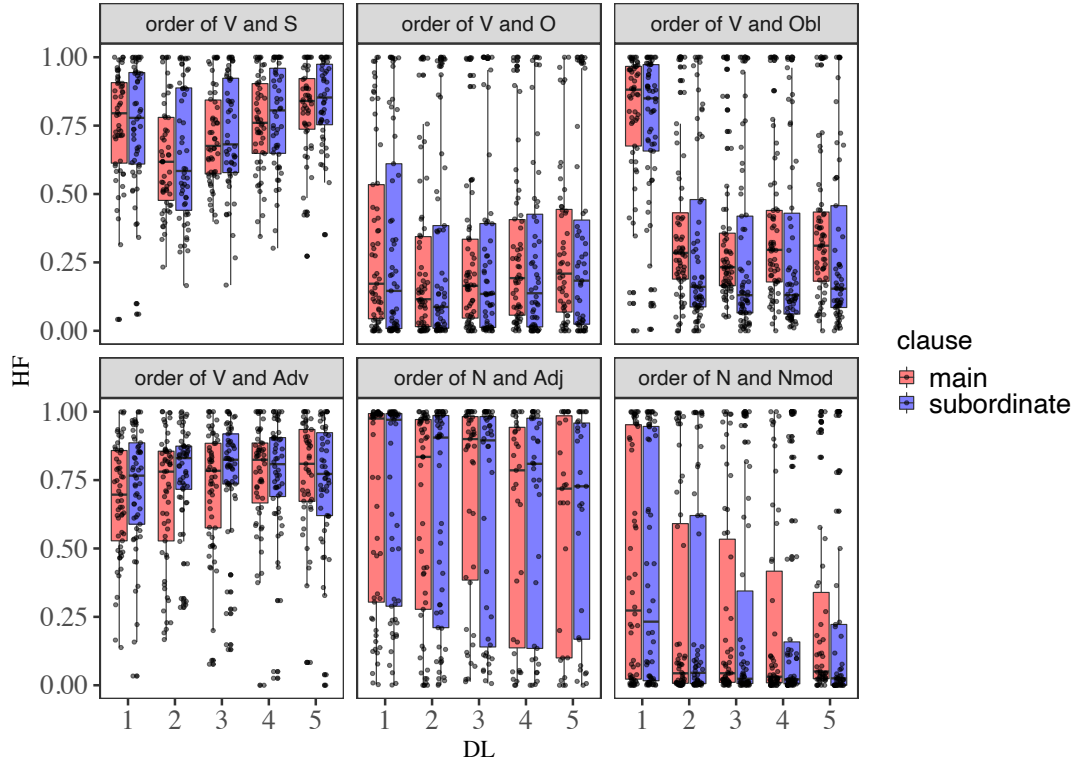 order of V and S order of V and O order of V and Obl
1.00
0.75
0.50
0.25
0.00
order of V and Adv order of N and Adj order of N and Nmod
1.00
0.75
0.50
0.25
0.00
1 2 3 4 5 1 2 3 4 5 1 2 3 4 5
DL
HF
clause
main
subordinate